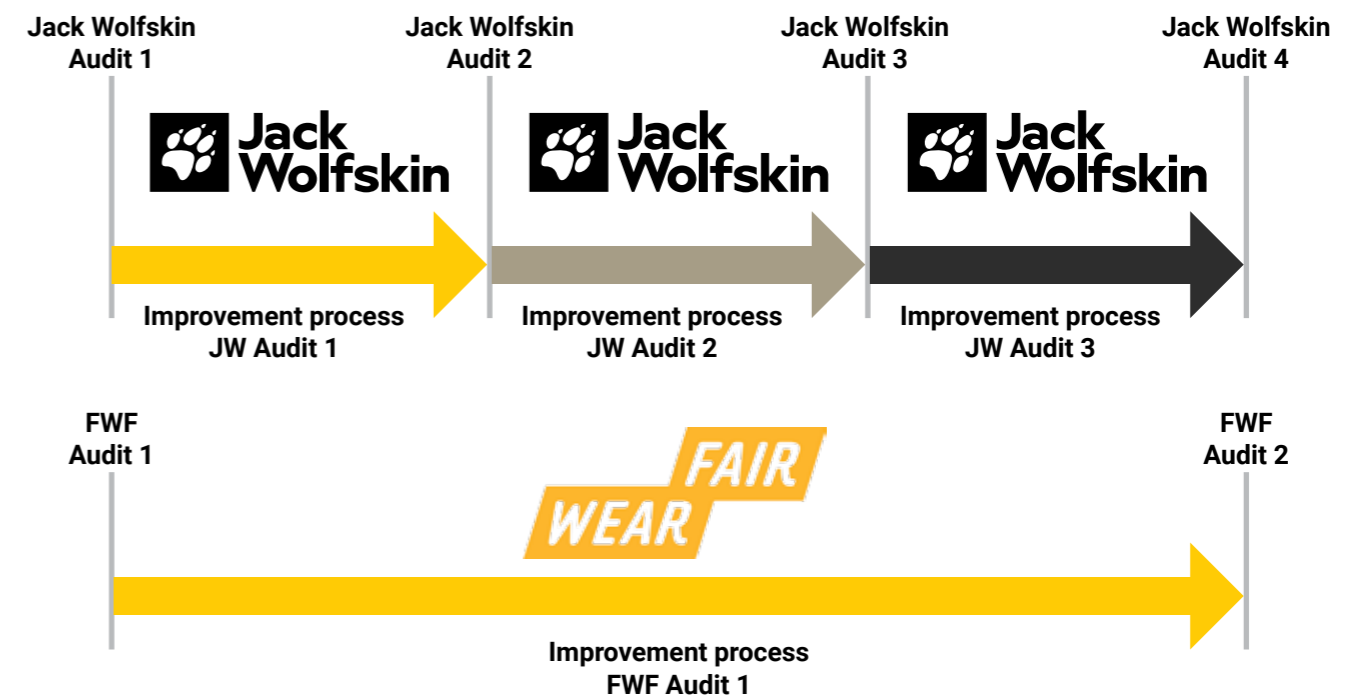 Jack Wolfskin
Audit 1
Jack Wolfskin
Audit 2
Jack Wolfskin
Audit 3
Jack Wolfskin
Audit 4
Jack
Wolfskin
Jack
Wolfskin
Jack
Wolfskin
Improvement process
JW Audit 1
Improvement process
JW Audit 2
Improvement process
JW Audit 3
FWF
Audit 1
FWF
Audit 2
FAIR
WEAR
Improvement process
FWF Audit 1